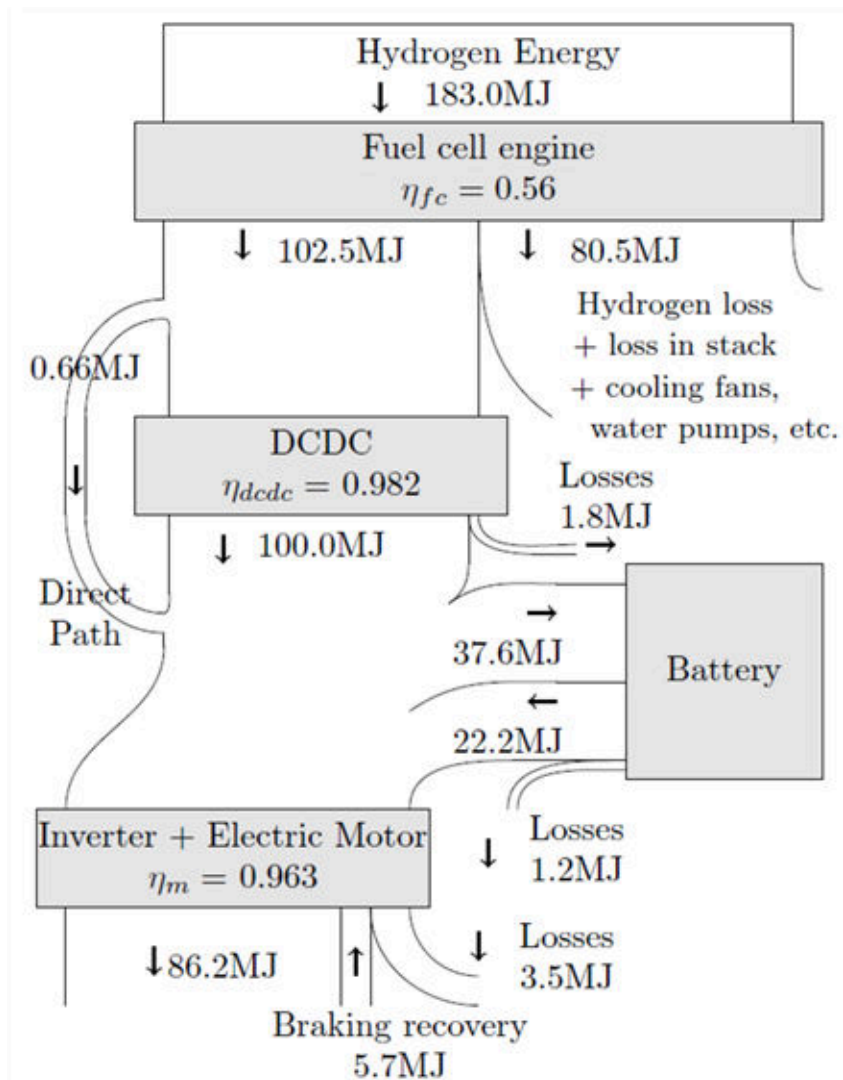 Hydrogen Energy
↓ 183.0MJ
Fuel cell engine
η_fc = 0.56
↓ 102.5MJ
↓ 80.5MJ
Hydrogen loss
+ loss in stack
+ cooling fans,
water pumps, etc.
0.66MJ
↓
DCDC
η_dcdc = 0.982
Losses
1.8MJ
→
↓ 100.0MJ
Direct
Path
→
37.6MJ
Battery
←
22.2MJ
Inverter + Electric Motor
η_m = 0.963
Losses
↓ 1.2MJ
↓ 86.2MJ
↑
↓ Losses
3.5MJ
Braking recovery
5.7MJ